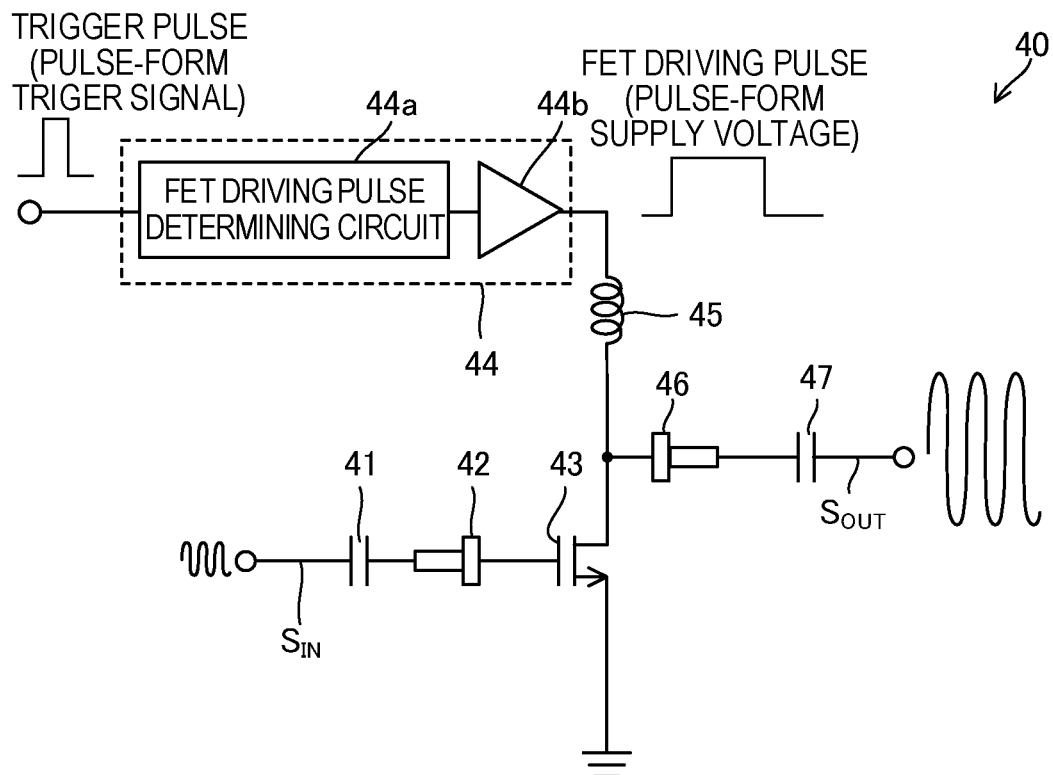 TRIGGER PULSE
(PULSE-FORM
TRIGER SIGNAL)
44a
44b
FET DRIVING PULSE
(PULSE-FORM
SUPPLY VOLTAGE)
40
FET DRIVING PULSE
DETERMINING CIRCUIT
44
45
46
47
SOUT
41
42
43
SIN